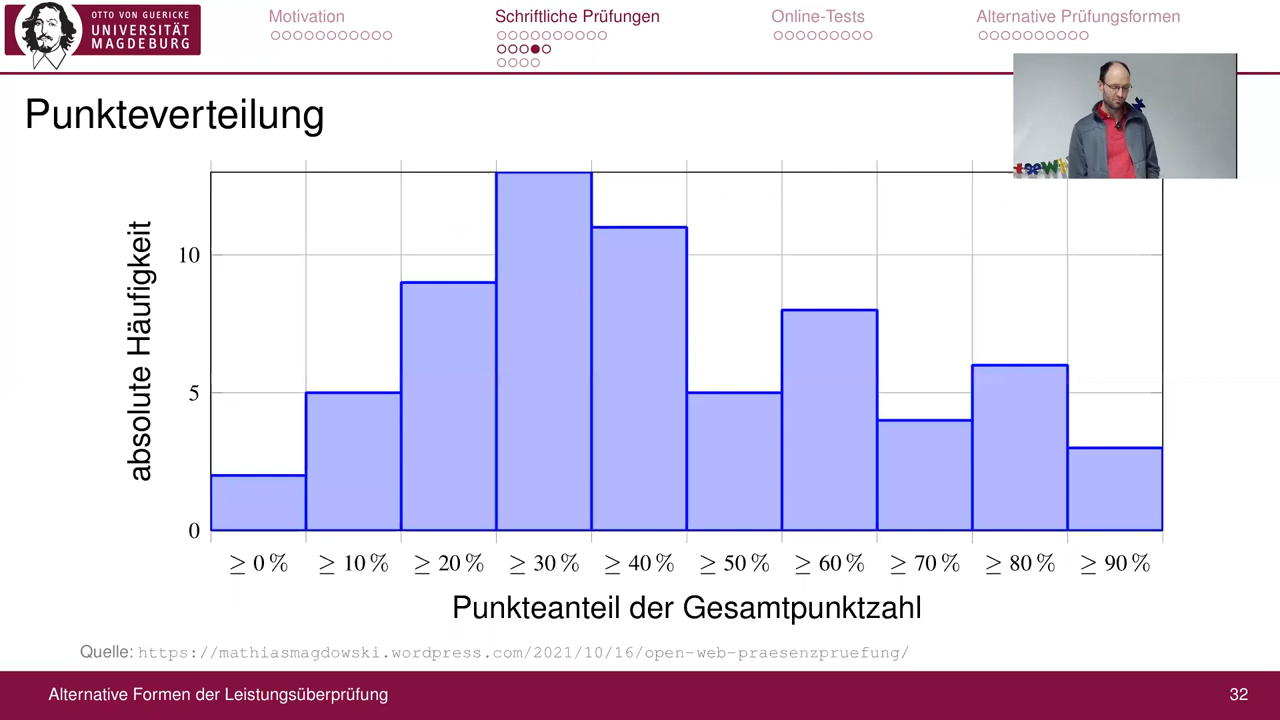 OTTO VON GUERICKE
UNIVERSITÄT
MAGDEBURG
Motivation
Schriftliche Prüfungen
Online-Tests
Alternative Prüfungsformen
Punkteverteilung
absolute Häufigkeit
10
5
0
≥ 0 % ≥ 10 % ≥ 20 % ≥ 30 % ≥ 40 % ≥ 50 % ≥ 60 % ≥ 70 % ≥ 80 % ≥ 90 %
Punkteanteil der Gesamtpunktzahl
Quelle: https://mathiasmagdowski.wordpress.com/2021/10/16/open-web-praesenzpruefung/
Alternative Formen der Leistungsüberprüfung
32